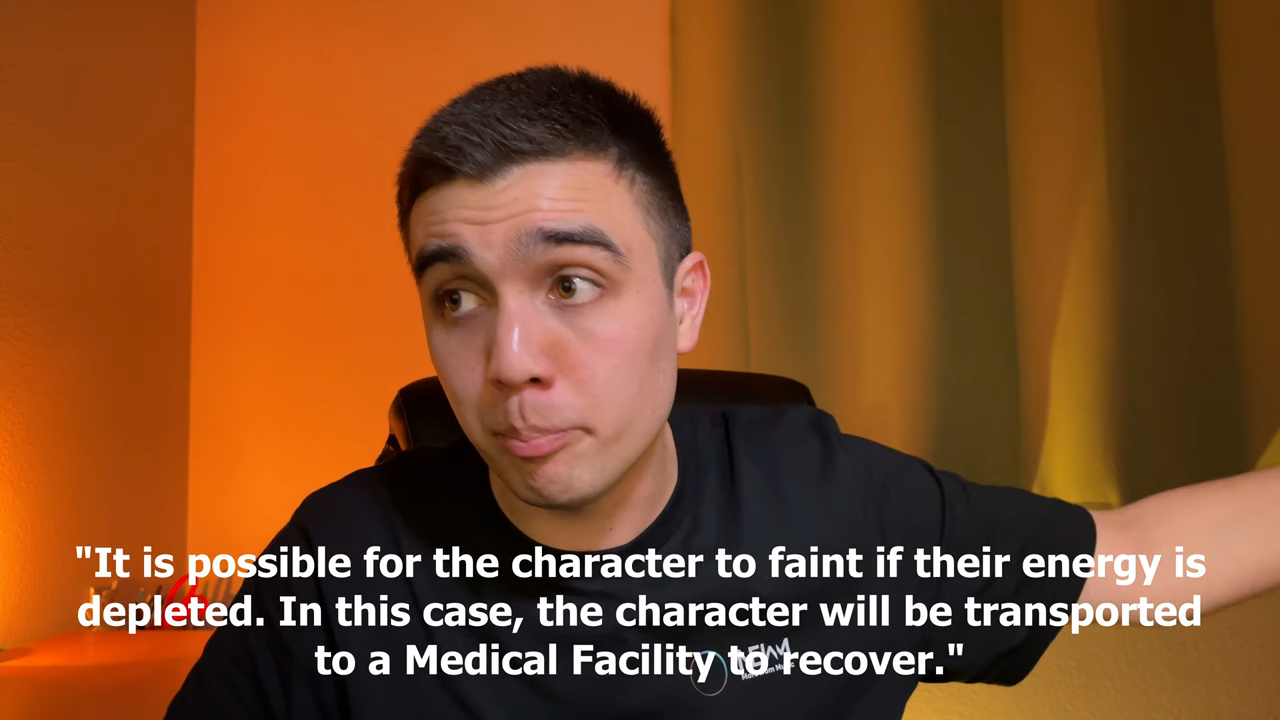 "It is possible for the character to faint if their energy is
depleted. In this case, the character will be transported
to a Medical Facility to recover."